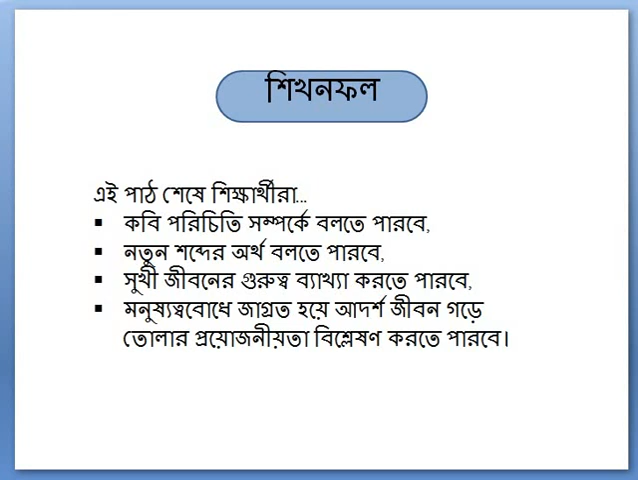 শিখনফল
এই পাঠ শেষে শিক্ষার্থীরা...
▪ কবি পরিচিতি সম্পর্কে বলতে পারবে,
▪ নতুন শব্দের অর্থ বলতে পারবে,
▪ সুখী জীবনের গুরুত্ব ব্যাখ্যা করতে পারবে,
▪ মনুষ্যত্ববোধে জাগ্রত হয়ে আদর্শ জীবন গড়ে
তোলার প্রয়োজনীয়তা বিশ্লেষণ করতে পারবে।